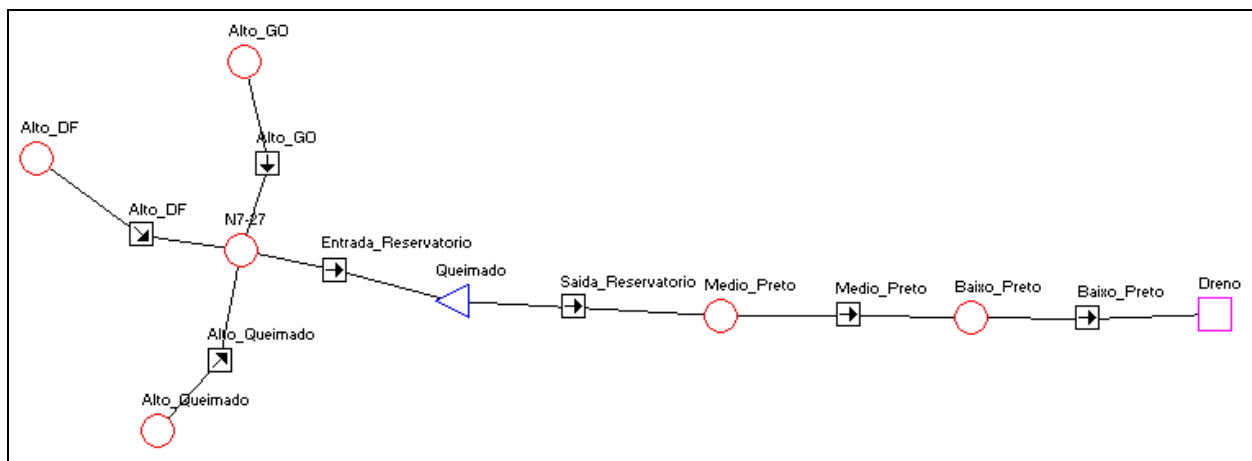 Alto_GO
Alto_DF
Alto_GO
Alto_DF
N7-27
Entrada_Reservatorio
Queimado
Saida_Reservatorio
Medio_Preto
Medio_Preto
Baixo_Preto
Baixo_Preto
Dreno
Alto_Queimado
Alto_Queimado